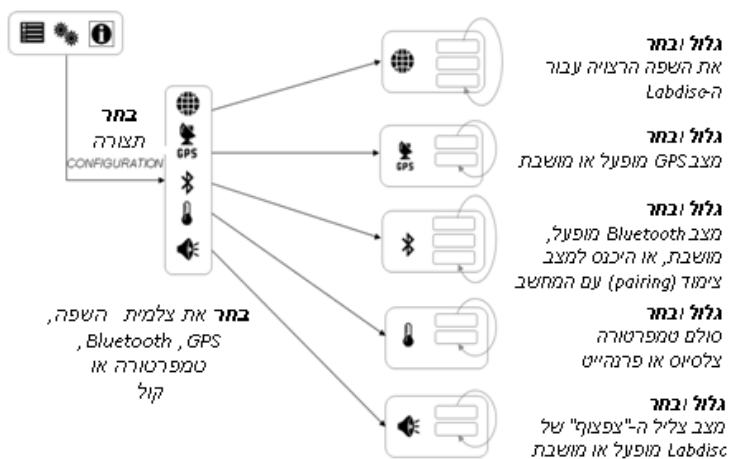 בחר
תצורה
CONFIGURATION
GPS
בחר את צלמית השפה,
Bluetooth , GPS ,
טמפרטורה או
קול
גלול ובחר
את השפה הרצויה עבור
ה-Labdisc
GPS
גלול ובחר
מצב GPS מופעל או מושבת
גלול ובחר
מצב Bluetooth מופעל,
מושבת, או היכנס למצב
צימוד (pairing) עם המחשב
גלול ובחר
סולם טמפרטורה
צלסיוס או פרנהייט
גלול ובחר
מצב צליל ה-"צפצוף" של
Labdisc מופעל או מושבת